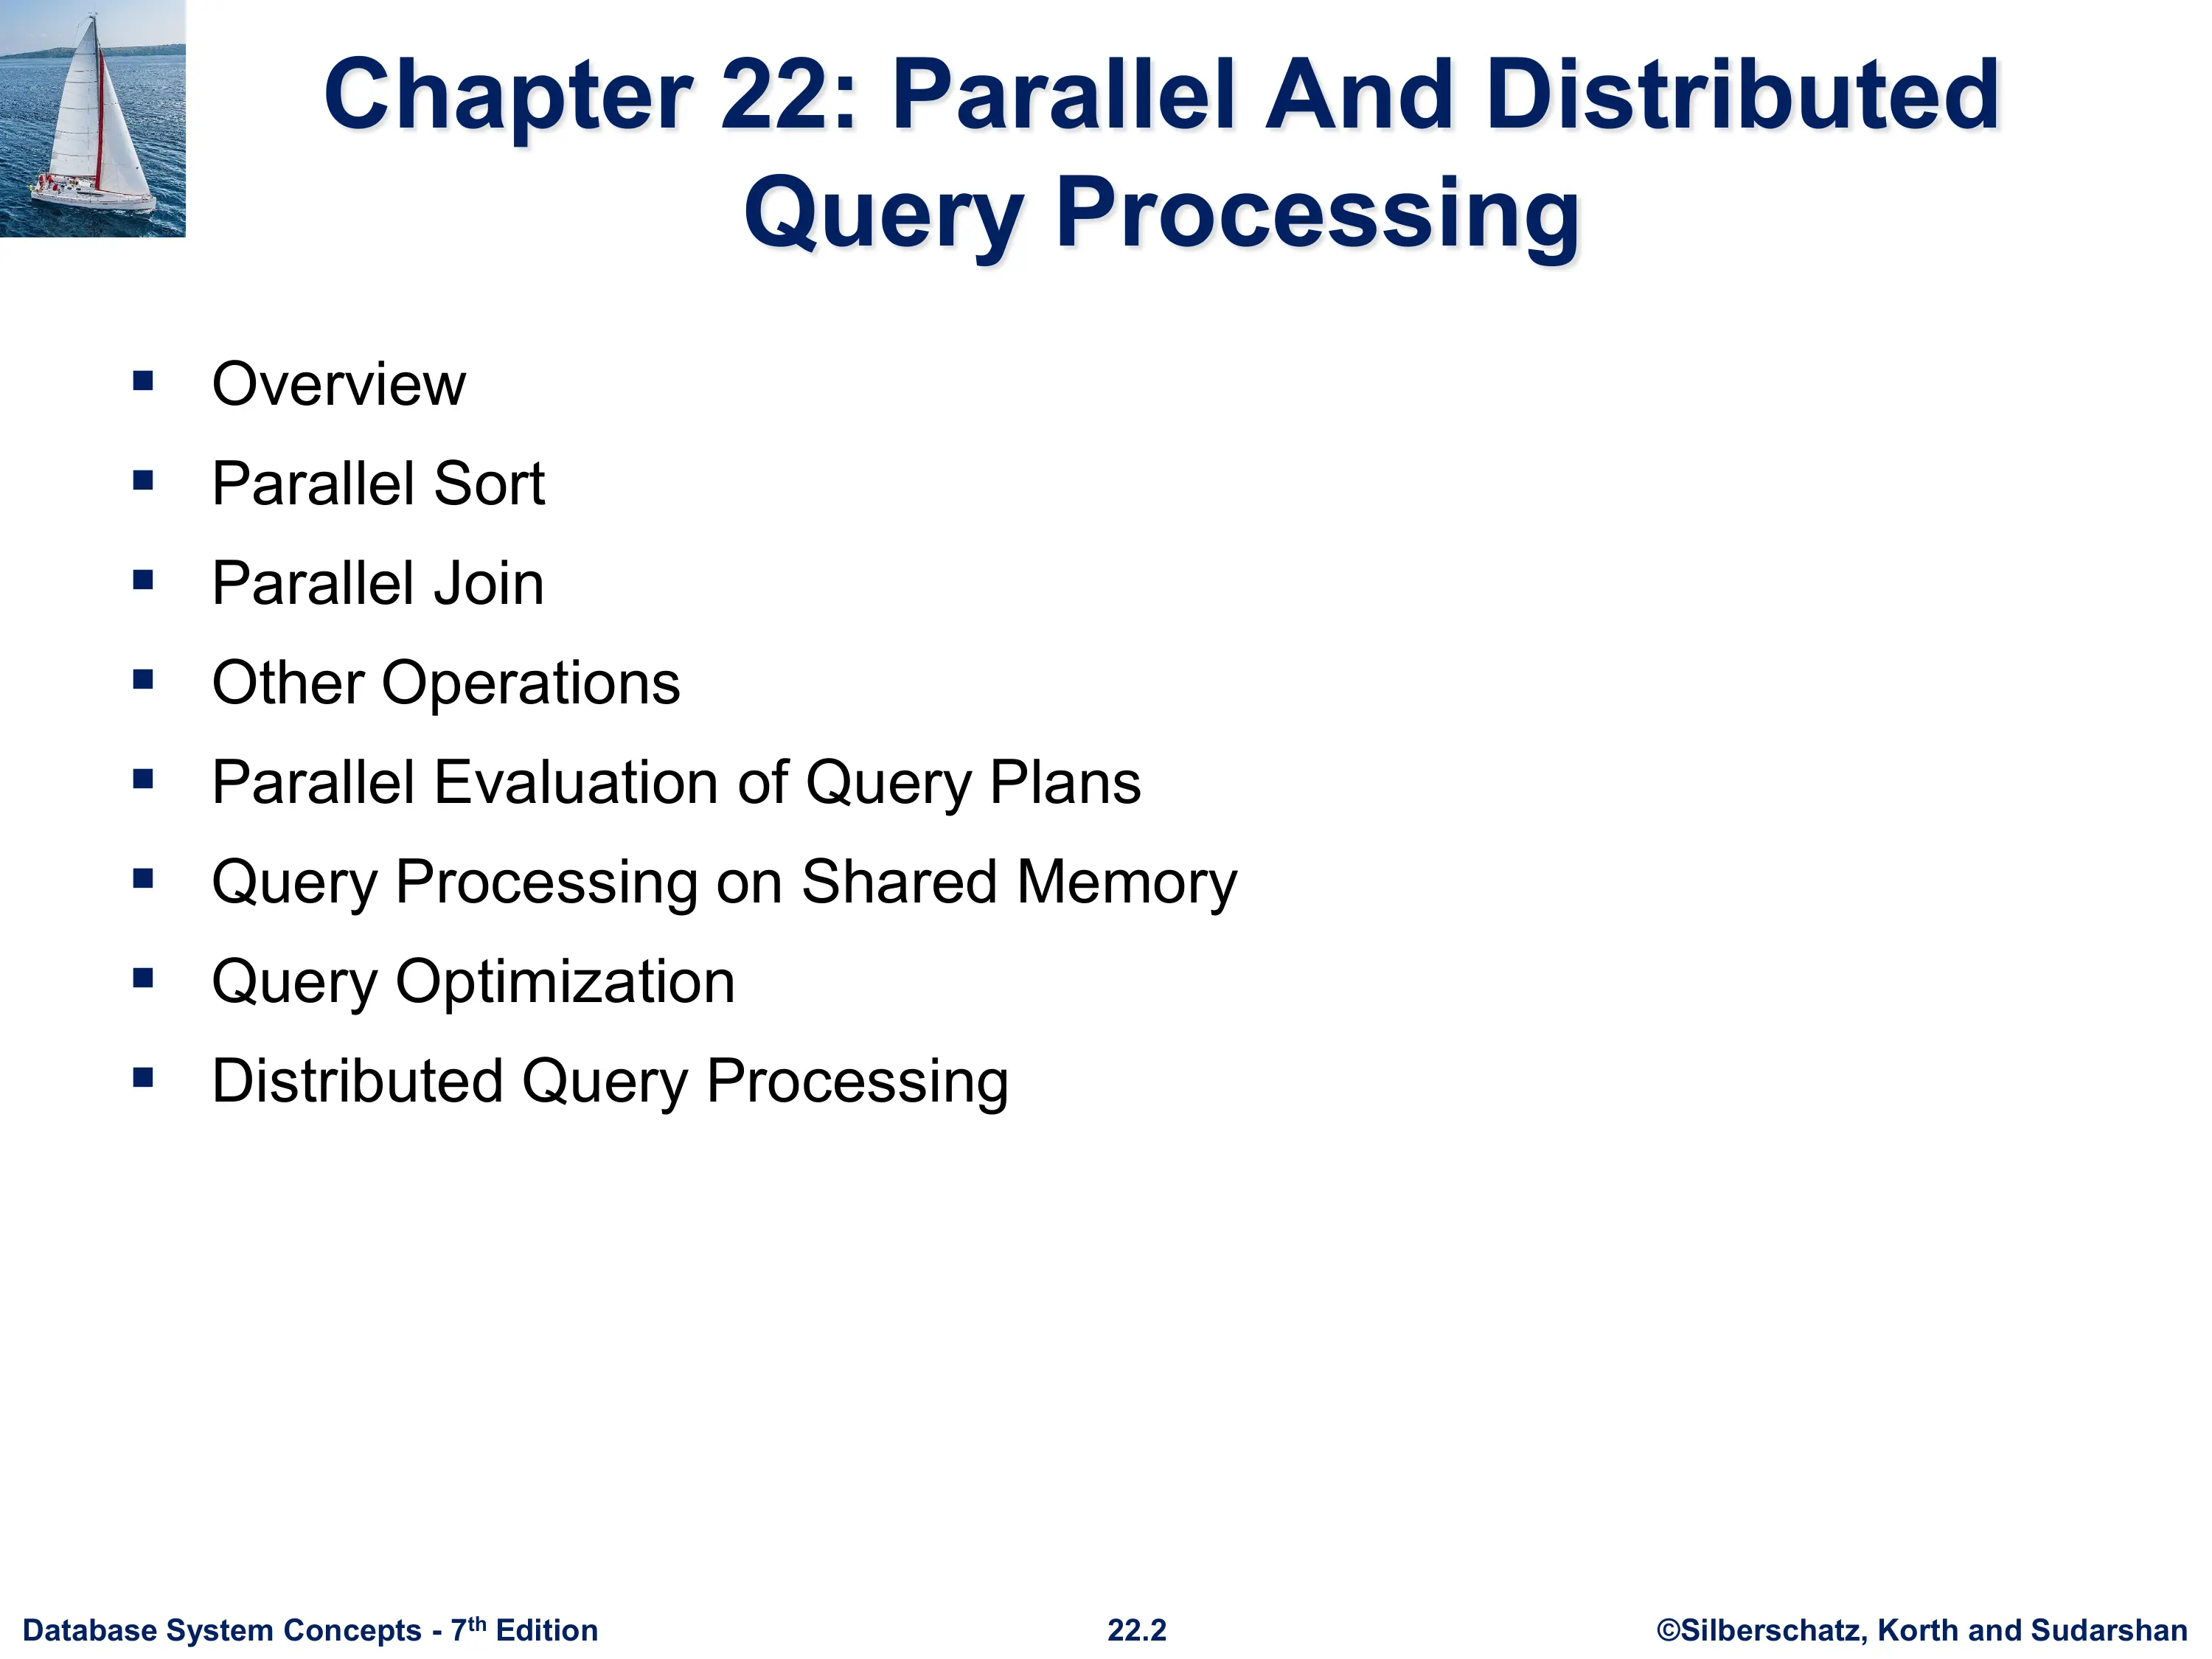 Chapter 22: Parallel And Distributed
Query Processing
▪ Overview
▪ Parallel Sort
▪ Parallel Join
▪ Other Operations
▪ Parallel Evaluation of Query Plans
▪ Query Processing on Shared Memory
▪ Query Optimization
▪ Distributed Query Processing
Database System Concepts - 7th Edition 22.2 ©Silberschatz, Korth and Sudarshan